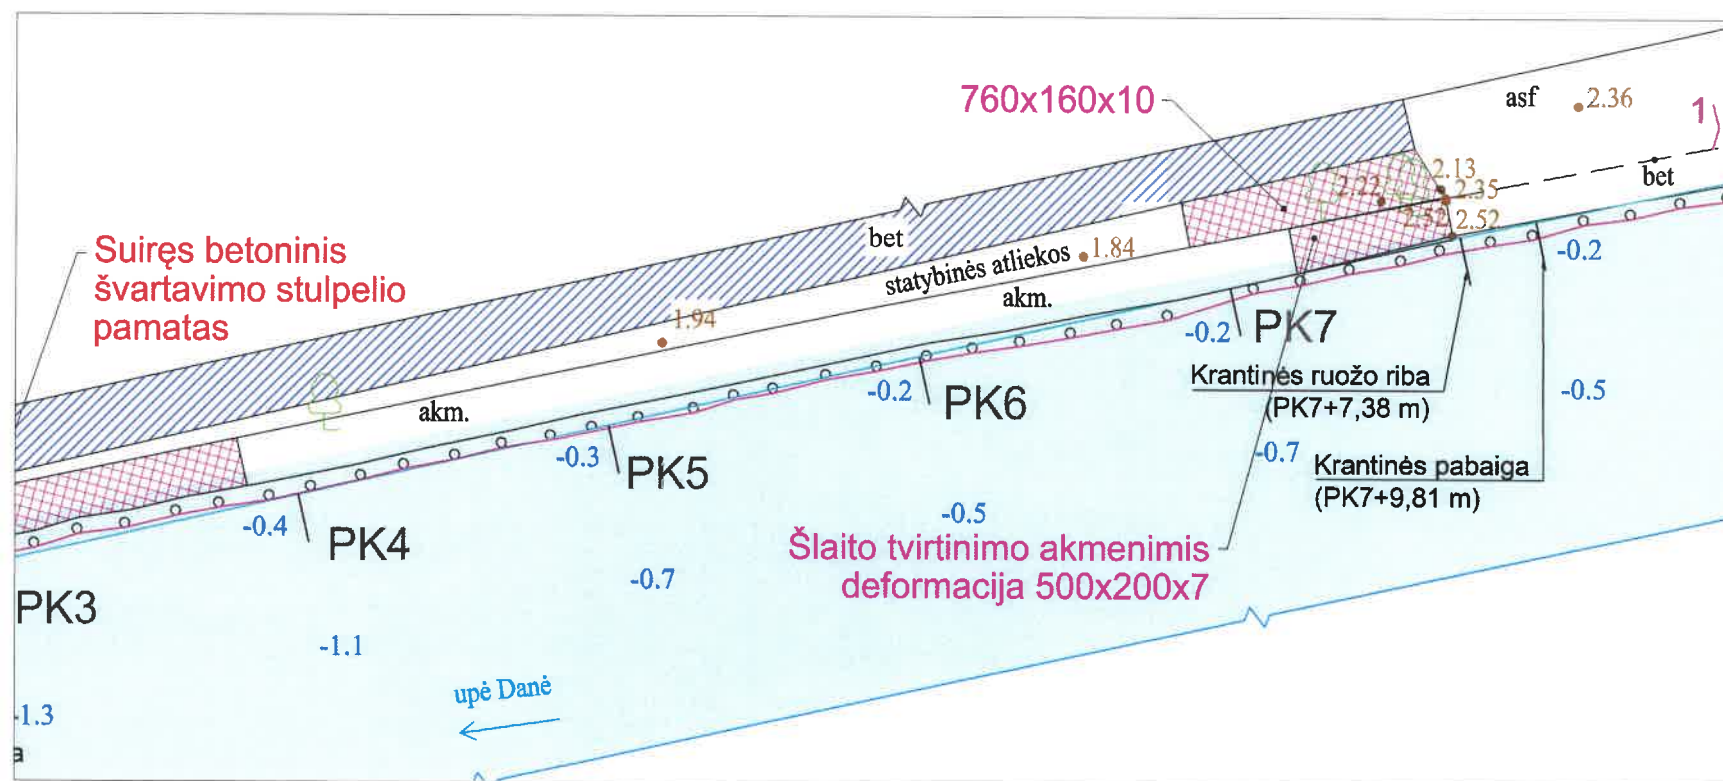 760x160x10
asf
2.36
1
2.13
2.22
2.35
bet
2.52
2.52
Suiręs betoninis
švartavimo stulpelio
pamatas
bet
statybinės atliekos
1.84
-0.2
akm.
1.94
-0.2
PK7
Krantinės ruožo riba
(PK7+7,38 m)
-0.2
PK6
-0.5
akm.
-0.3
PK5
-0.7
Krantinės pabaiga
(PK7+9,81 m)
-0.4
PK4
-0.5
Šlaito tvirtinimo akmenimis
deformacija 500x200x7
-0.7
PK3
-1.1
upė Danė
-1.3
a